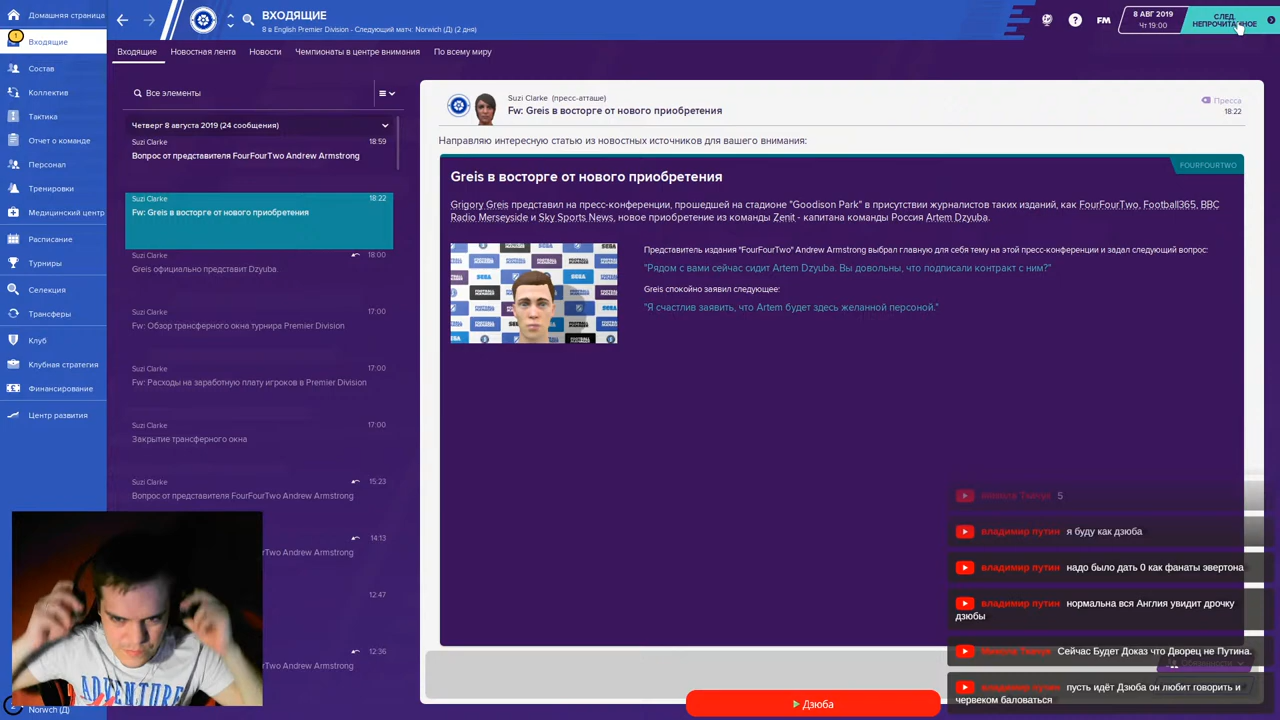 Домашняя страница
ВХОДЯЩИЕ
8 в English Premier Division - Следующий матч: Norwich (Д) (2 дня)
FM
8 АВГ 2019
Чт 19:00
СЛЕД.
НЕПРОЧИТАННОЕ
1
Входящие
Входящие
Новостная лента
Новости
Чемпионаты в центре внимания
По всему миру
Состав
Коллектив
Тактика
Отчет о команде
Персонал
Тренировки
Медицинский центр
Расписание
Турниры
Селекция
Трансферы
Клуб
Клубная стратегия
Финансирование
Центр развития
Все элементы
Четверг 8 августа 2019 (24 сообщения)
Suzi Clarke 18:59
Вопрос от представителя FourFourTwo Andrew Armstrong
Suzi Clarke 18:22
Fw: Greis в восторге от нового приобретения
Suzi Clarke 18:00
Greis официально представит Dzyuba.
Suzi Clarke 17:00
Fw: Обзор трансферного окна турнира Premier Division
Suzi Clarke 17:00
Fw: Расходы на заработную плату игроков в Premier Division
Suzi Clarke 17:00
Закрытие трансферного окна
Suzi Clarke 15:23
Вопрос от представителя FourFourTwo Andrew Armstrong
14:13
rTwo Andrew Armstrong
12:47
12:36
rTwo Andrew Armstrong
Suzi Clarke (пресс-атташе)
Fw: Greis в восторге от нового приобретения
Пресса
18:22
Направляю интересную статью из новостных источников для вашего внимания:
FOURFOURTWO
Greis в восторге от нового приобретения
Grigory Greis представил на пресс-конференции, прошедшей на стадионе "Goodison Park" в присутствии журналистов таких изданий, как FourFourTwo, Football365, BBC
Radio Merseyside и Sky Sports News, новое приобретение из команды Zenit - капитана команды Россия Artem Dzyuba.
Представитель издания "FourFourTwo" Andrew Armstrong выбрал главную для себя тему на этой пресс-конференции и задал следующий вопрос:
"Рядом с вами сейчас сидит Artem Dzyuba. Вы довольны, что подписали контракт с ним?"
Greis спокойно заявил следующее:
"Я счастлив заявить, что Artem будет здесь желанной персоной."
5
владимир путин я буду как дзюба
владимир путин надо было дать 0 как фанаты эвертона
владимир путин нормальна вся Англия увидит дрочку
дзюбы
Сейчас Будет Доказ что Дворец не Путина.
владимир путин пусть идёт Дзюба он любит говорить и
червеком баловаться
Дзюба
ADVENTURE
Norwich (Д)